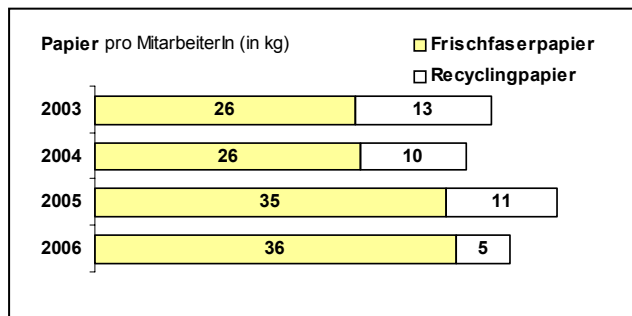 Papier pro MitarbeiterIn (in kg)
Frischfaserpapier
Recyclingpapier
2003 26 13
2004 26 10
2005 35 11
2006 36 5